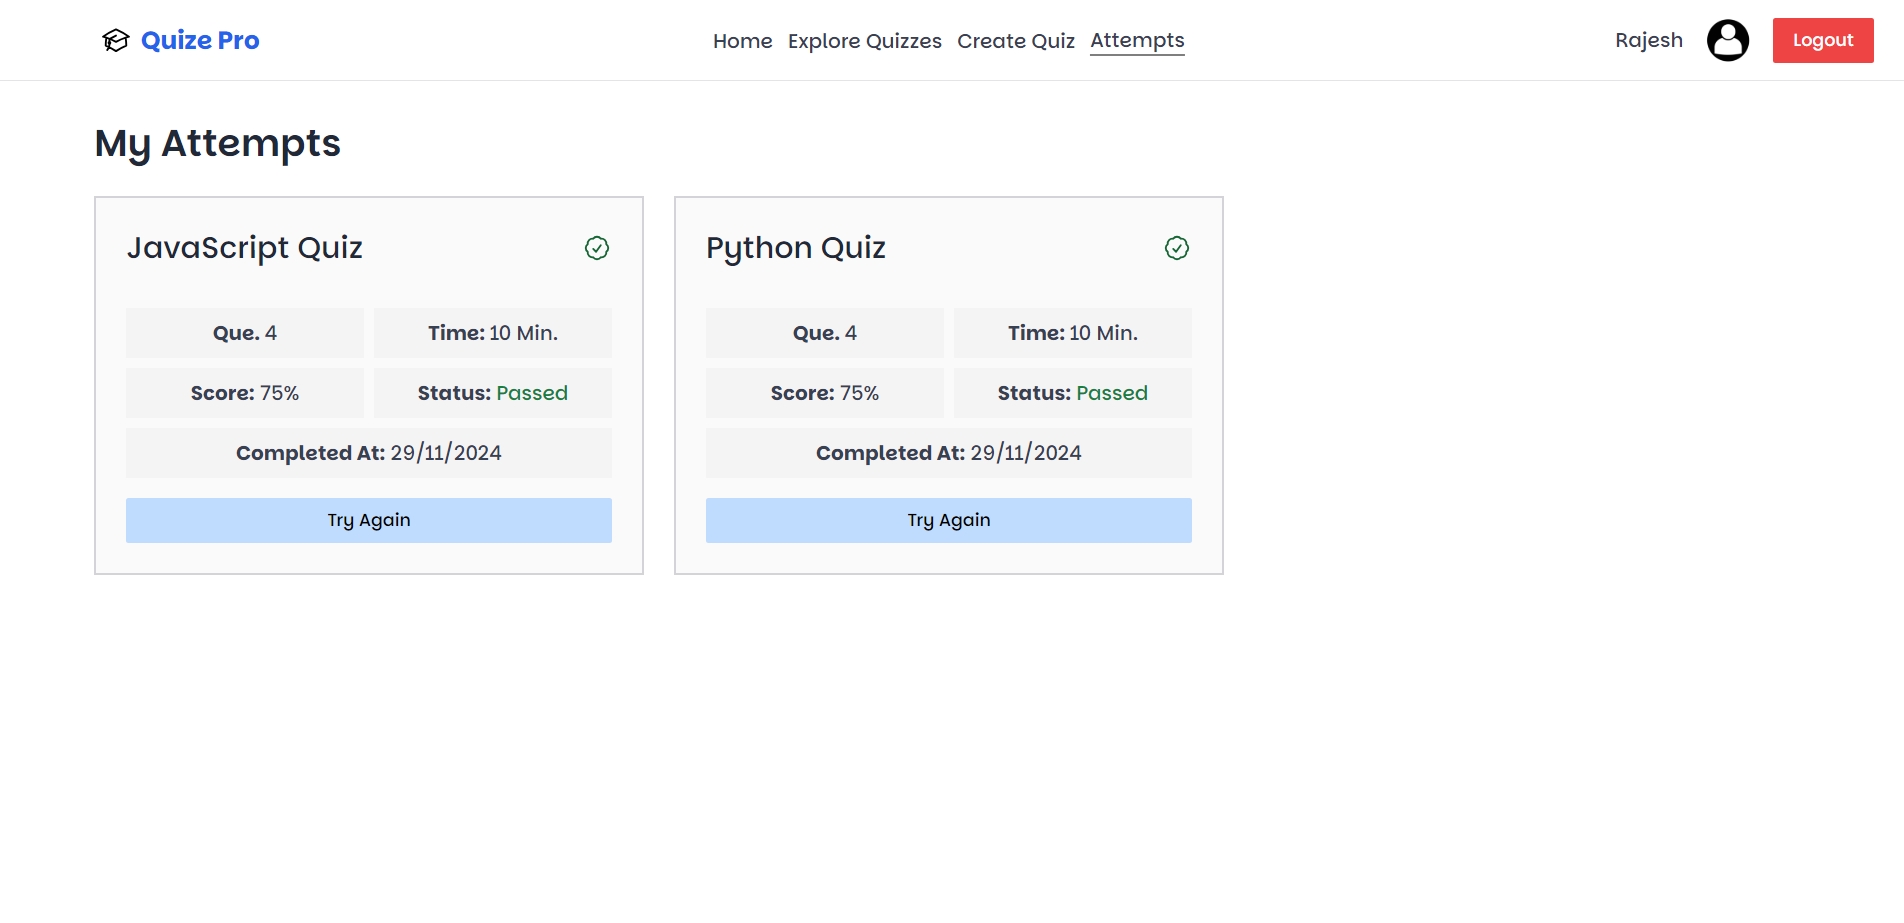 Quize Pro
Home Explore Quizzes Create Quiz Attempts
Rajesh
Logout
My Attempts
JavaScript Quiz
Que. 4
Time: 10 Min.
Score: 75%
Status: Passed
Completed At: 29/11/2024
Try Again
Python Quiz
Que. 4
Time: 10 Min.
Score: 75%
Status: Passed
Completed At: 29/11/2024
Try Again